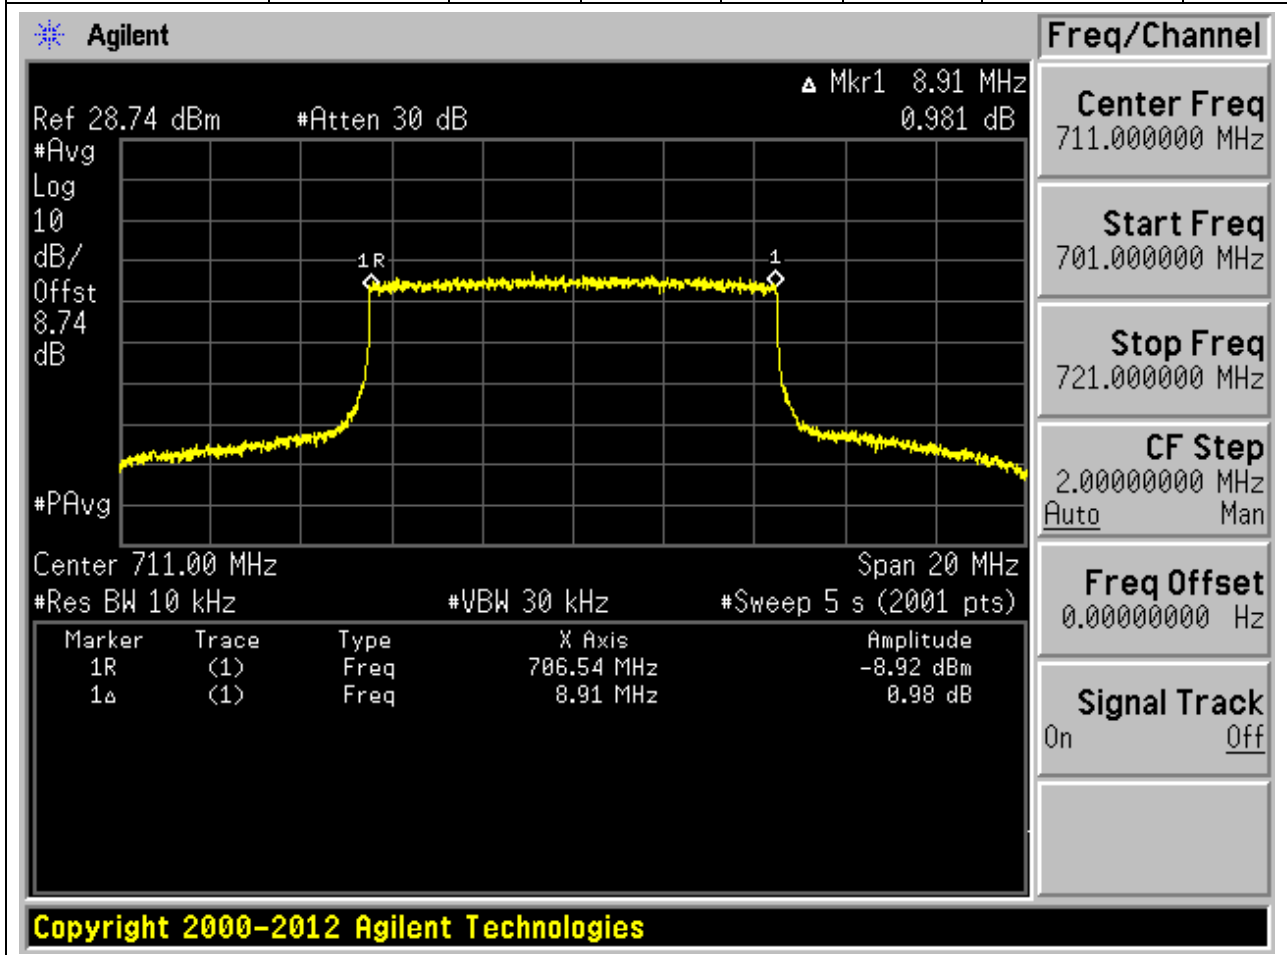 Agilent
Freq/Channel
▵ Mkr1 8.91 MHz
Ref 28.74 dBm #Atten 30 dB 0.981 dB
#Avg
Log
10
dB/
Offst
8.74
dB
1R
1
#PAvg
Center 711.00 MHz Span 20 MHz
#Res BW 10 kHz #VBW 30 kHz #Sweep 5 s (2001 pts)
Marker Trace Type X Axis Amplitude
1R (1) Freq 706.54 MHz -8.92 dBm
1▵ (1) Freq 8.91 MHz 0.98 dB
Center Freq
711.000000 MHz
Start Freq
701.000000 MHz
Stop Freq
721.000000 MHz
CF Step
2.00000000 MHz
Auto Man
Freq Offset
0.00000000 Hz
Signal Track
On Off
Copyright 2000-2012 Agilent Technologies